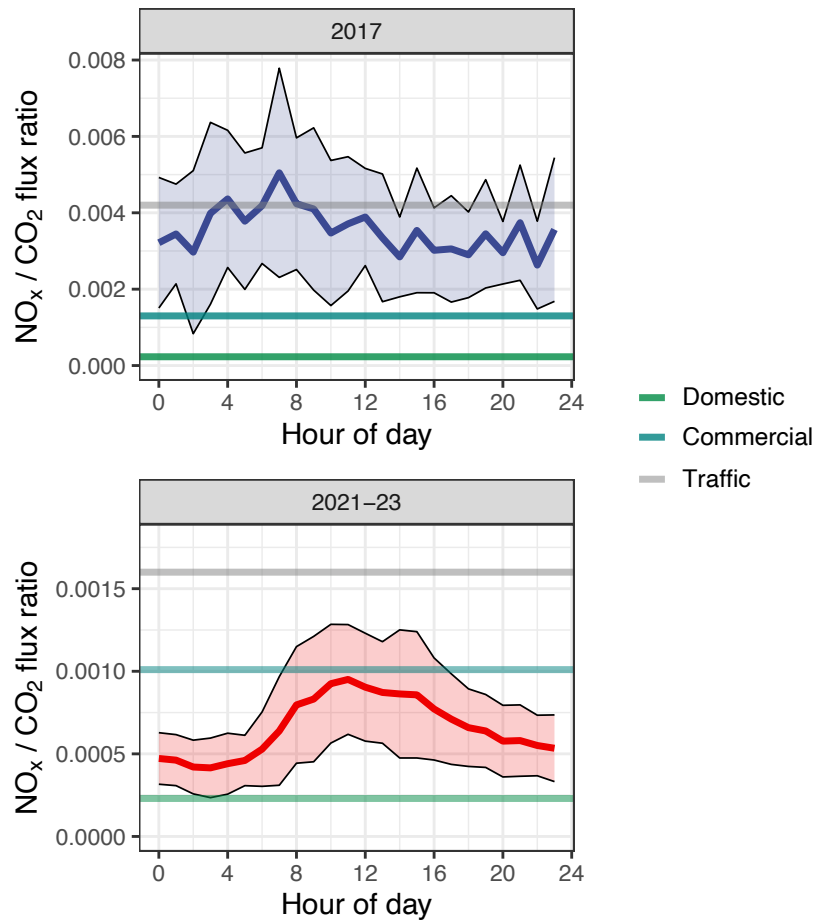 2017
NOx / CO2 flux ratio
0.008
0.006
0.004
0.002
0.000
0 4 8 12 16 20 24
Hour of day
Domestic
Commercial
Traffic
2021−23
NOx / CO2 flux ratio
0.0015
0.0010
0.0005
0.0000
0 4 8 12 16 20 24
Hour of day